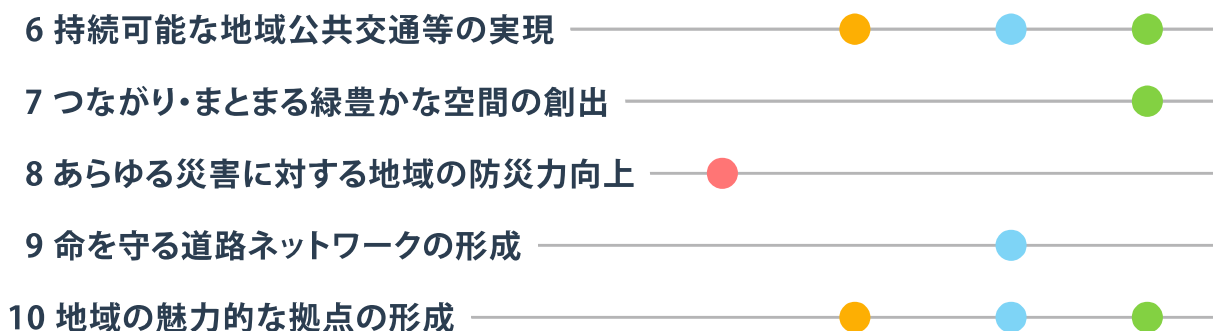 6 持続可能な地域公共交通等の実現
7 つながり・まとまる緑豊かな空間の創出
8 あらゆる災害に対する地域の防災力向上
9 命を守る道路ネットワークの形成
10 地域の魅力的な拠点の形成